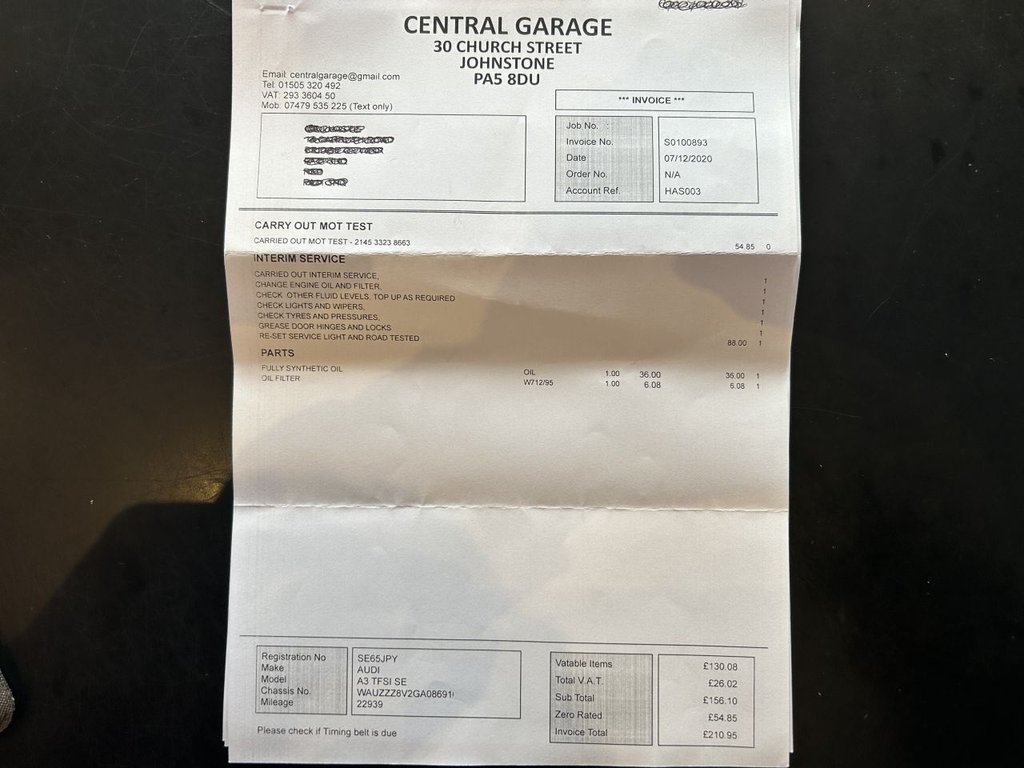 CENTRAL GARAGE
30 CHURCH STREET
JOHNSTONE
PA5 8DU
Email: centralgarage@gmail.com
Tel: 01505 320 492
VAT: 293 3604 50
Mob: 07479 535 225 (Text only)
*** INVOICE ***
Job No. :
Invoice No. S0100893
Date 07/12/2020
Order No. N/A
Account Ref. HAS003
CARRY OUT MOT TEST
CARRIED OUT MOT TEST - 2145 3323 8663 54.85 0
INTERIM SERVICE
CARRIED OUT INTERIM SERVICE, 1
CHANGE ENGINE OIL AND FILTER, 1
CHECK OTHER FLUID LEVELS. TOP UP AS REQUIRED 1
CHECK LIGHTS AND WIPERS, 1
CHECK TYRES AND PRESSURES, 1
GREASE DOOR HINGES AND LOCKS 1
RE-SET SERVICE LIGHT AND ROAD TESTED 88.00 1
PARTS
FULLY SYNTHETIC OIL OIL 1.00 36.00 36.00 1
OIL FILTER W712/95 1.00 6.08 6.08 1
Registration No SE65JPY
Make AUDI
Model A3 TFSI SE
Chassis No. WAUZZZ8V2GA08691
Mileage 22939
Please check if Timing belt is due
Vatable Items £130.08
Total V.A.T. £26.02
Sub Total £156.10
Zero Rated £54.85
Invoice Total £210.95